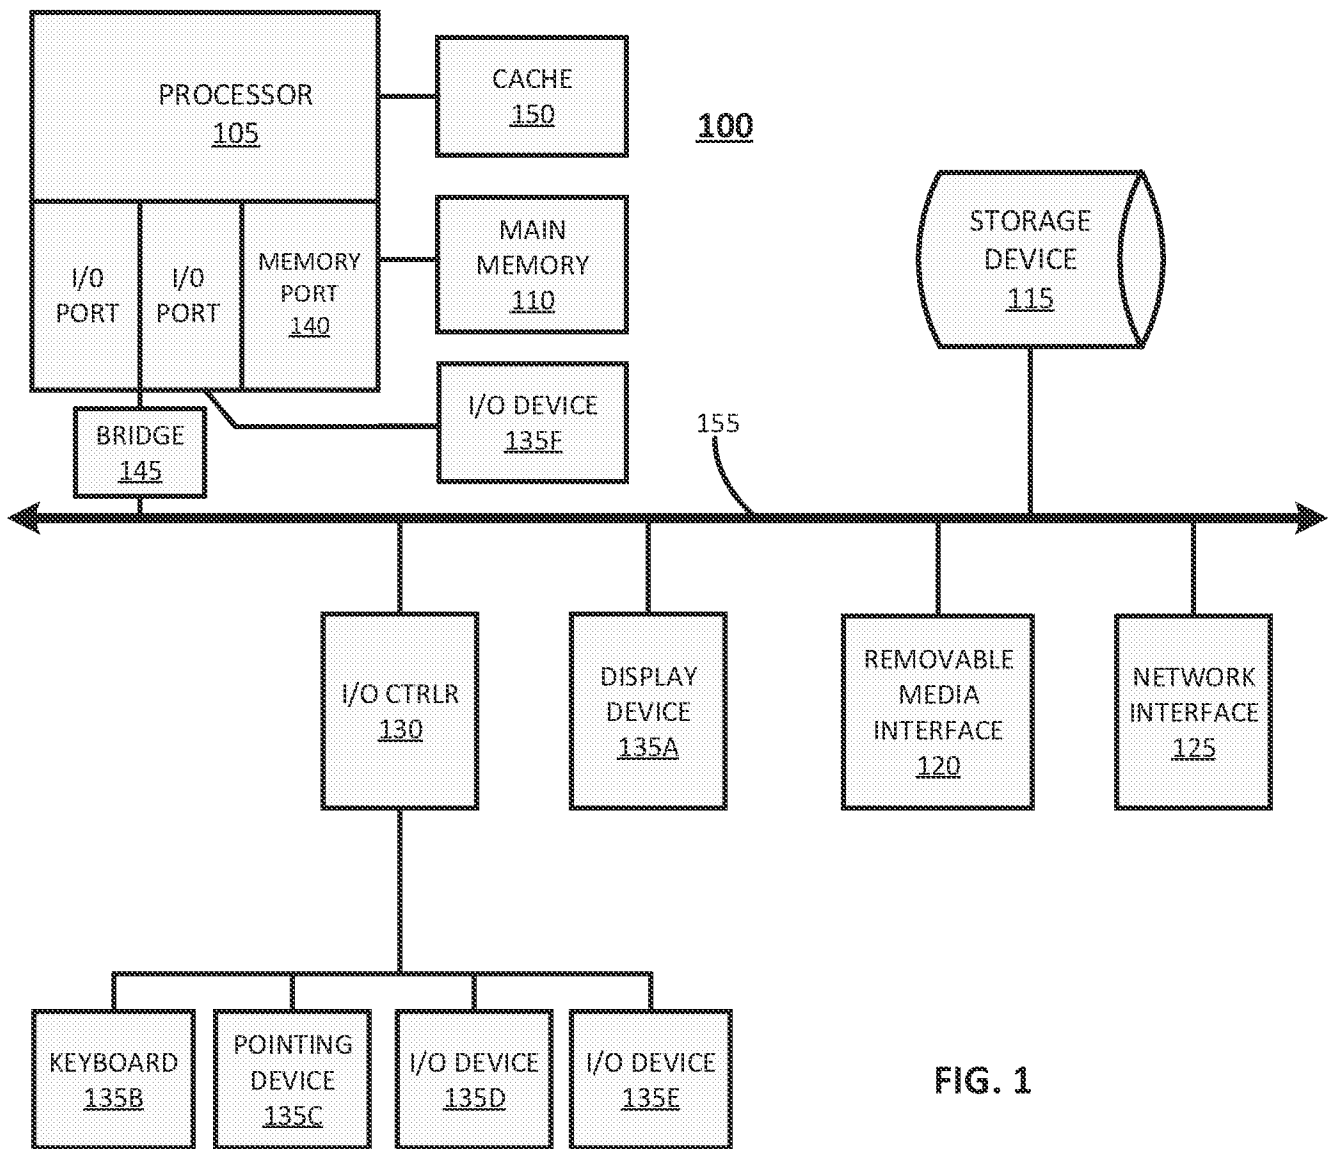 PROCESSOR
105
CACHE
150
100
I/0
PORT
I/0
PORT
MEMORY
PORT
140
MAIN
MEMORY
110
STORAGE
DEVICE
115
I/O DEVICE
135F
BRIDGE
145
155
I/O CTRLR
130
DISPLAY
DEVICE
135A
REMOVABLE
MEDIA
INTERFACE
120
NETWORK
INTERFACE
125
KEYBOARD
135B
POINTING
DEVICE
135C
I/O DEVICE
135D
I/O DEVICE
135E
FIG. 1